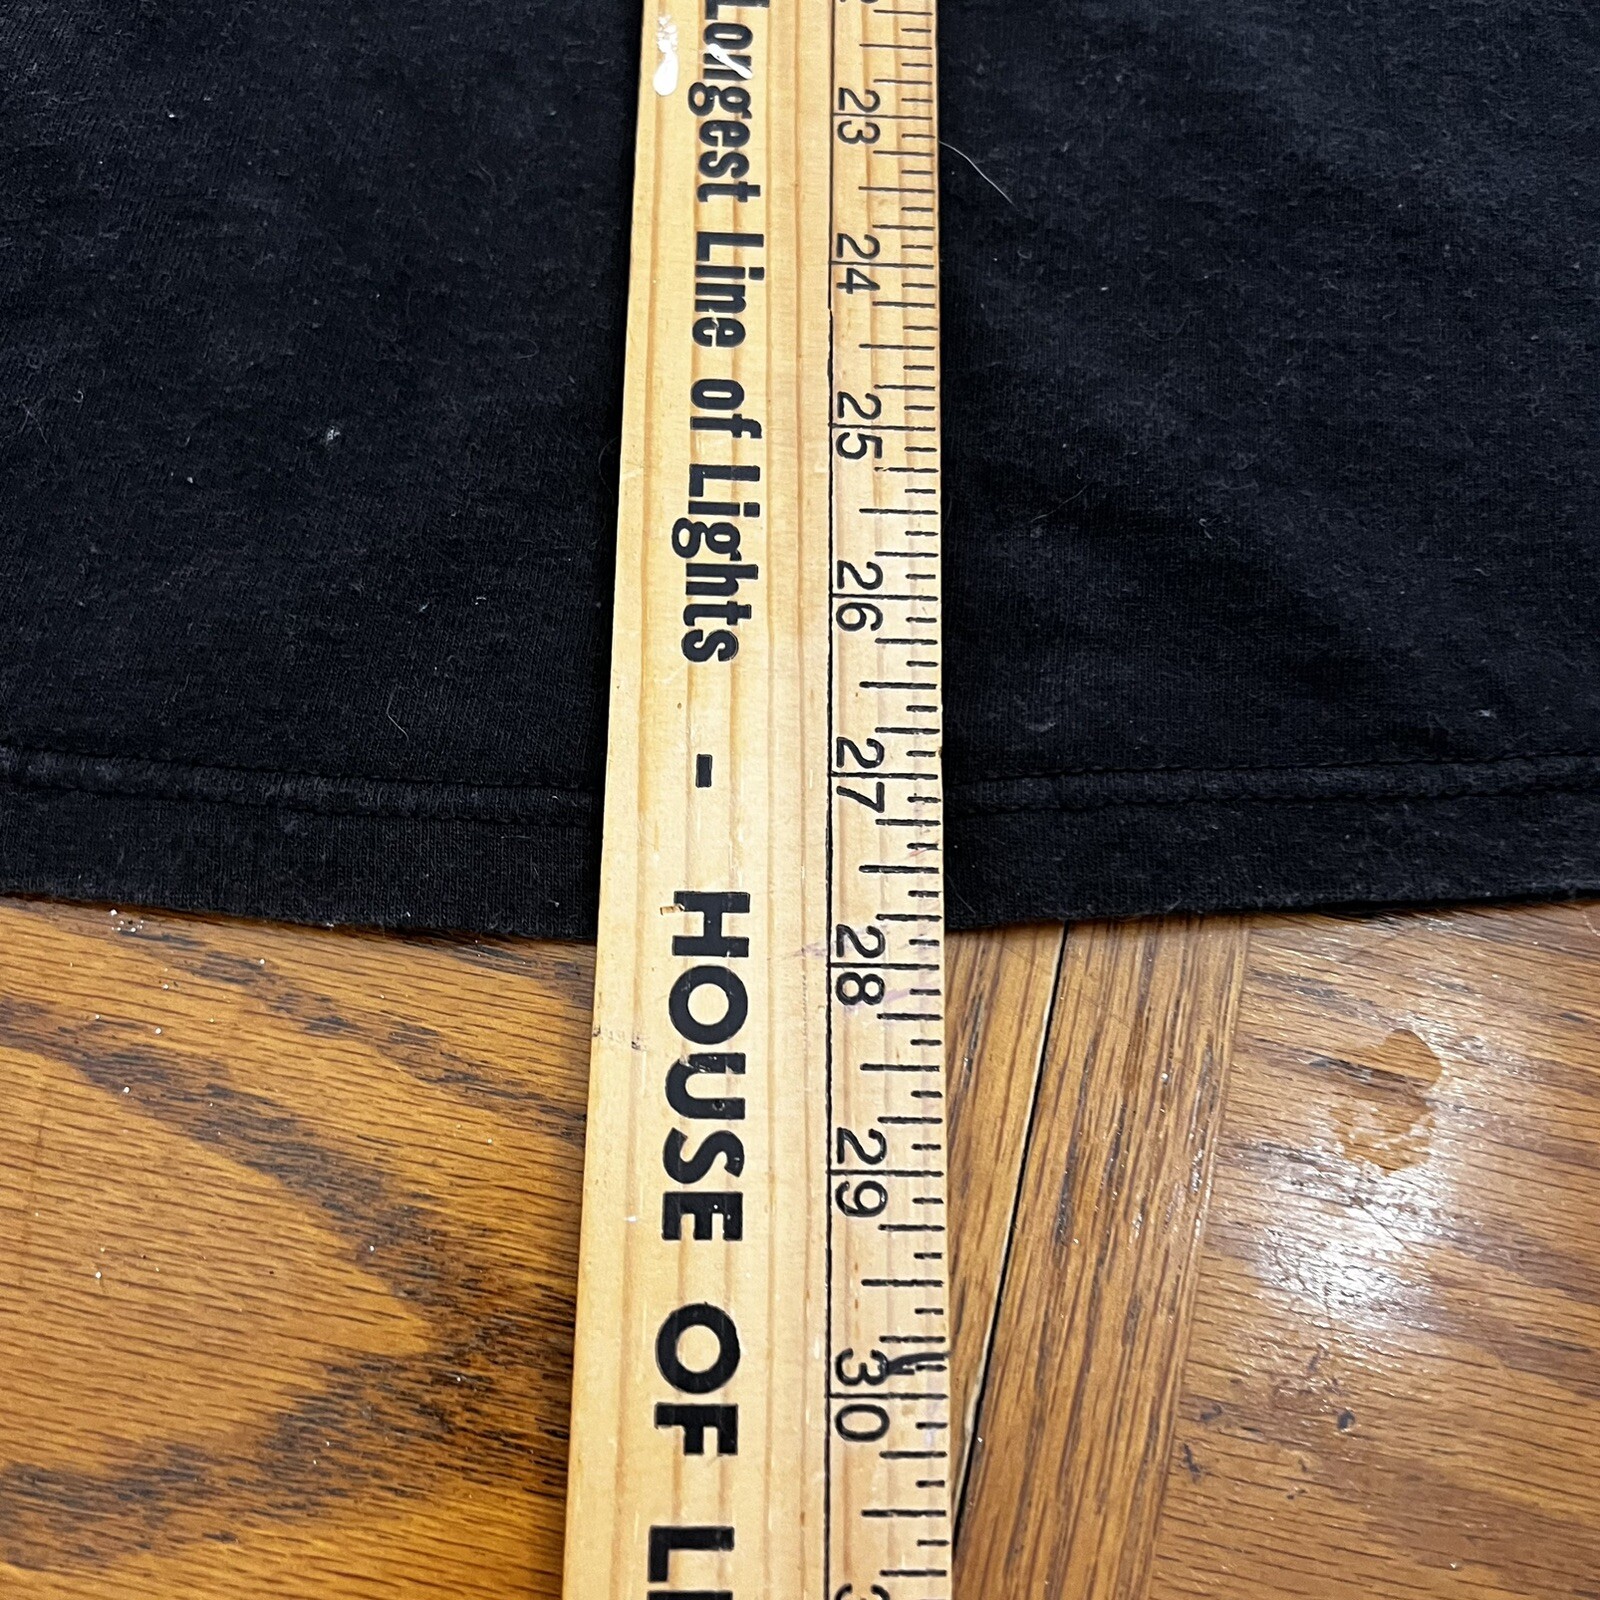 Longest Line of Lights - HOUSE OF
23 24 25 26 27 28 29 30